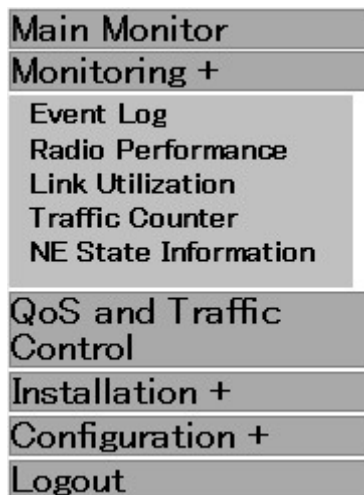 Main Monitor
Monitoring +
Event Log
Radio Performance
Link Utilization
Traffic Counter
NE State Information
QoS and Traffic
Control
Installation +
Configuration +
Logout